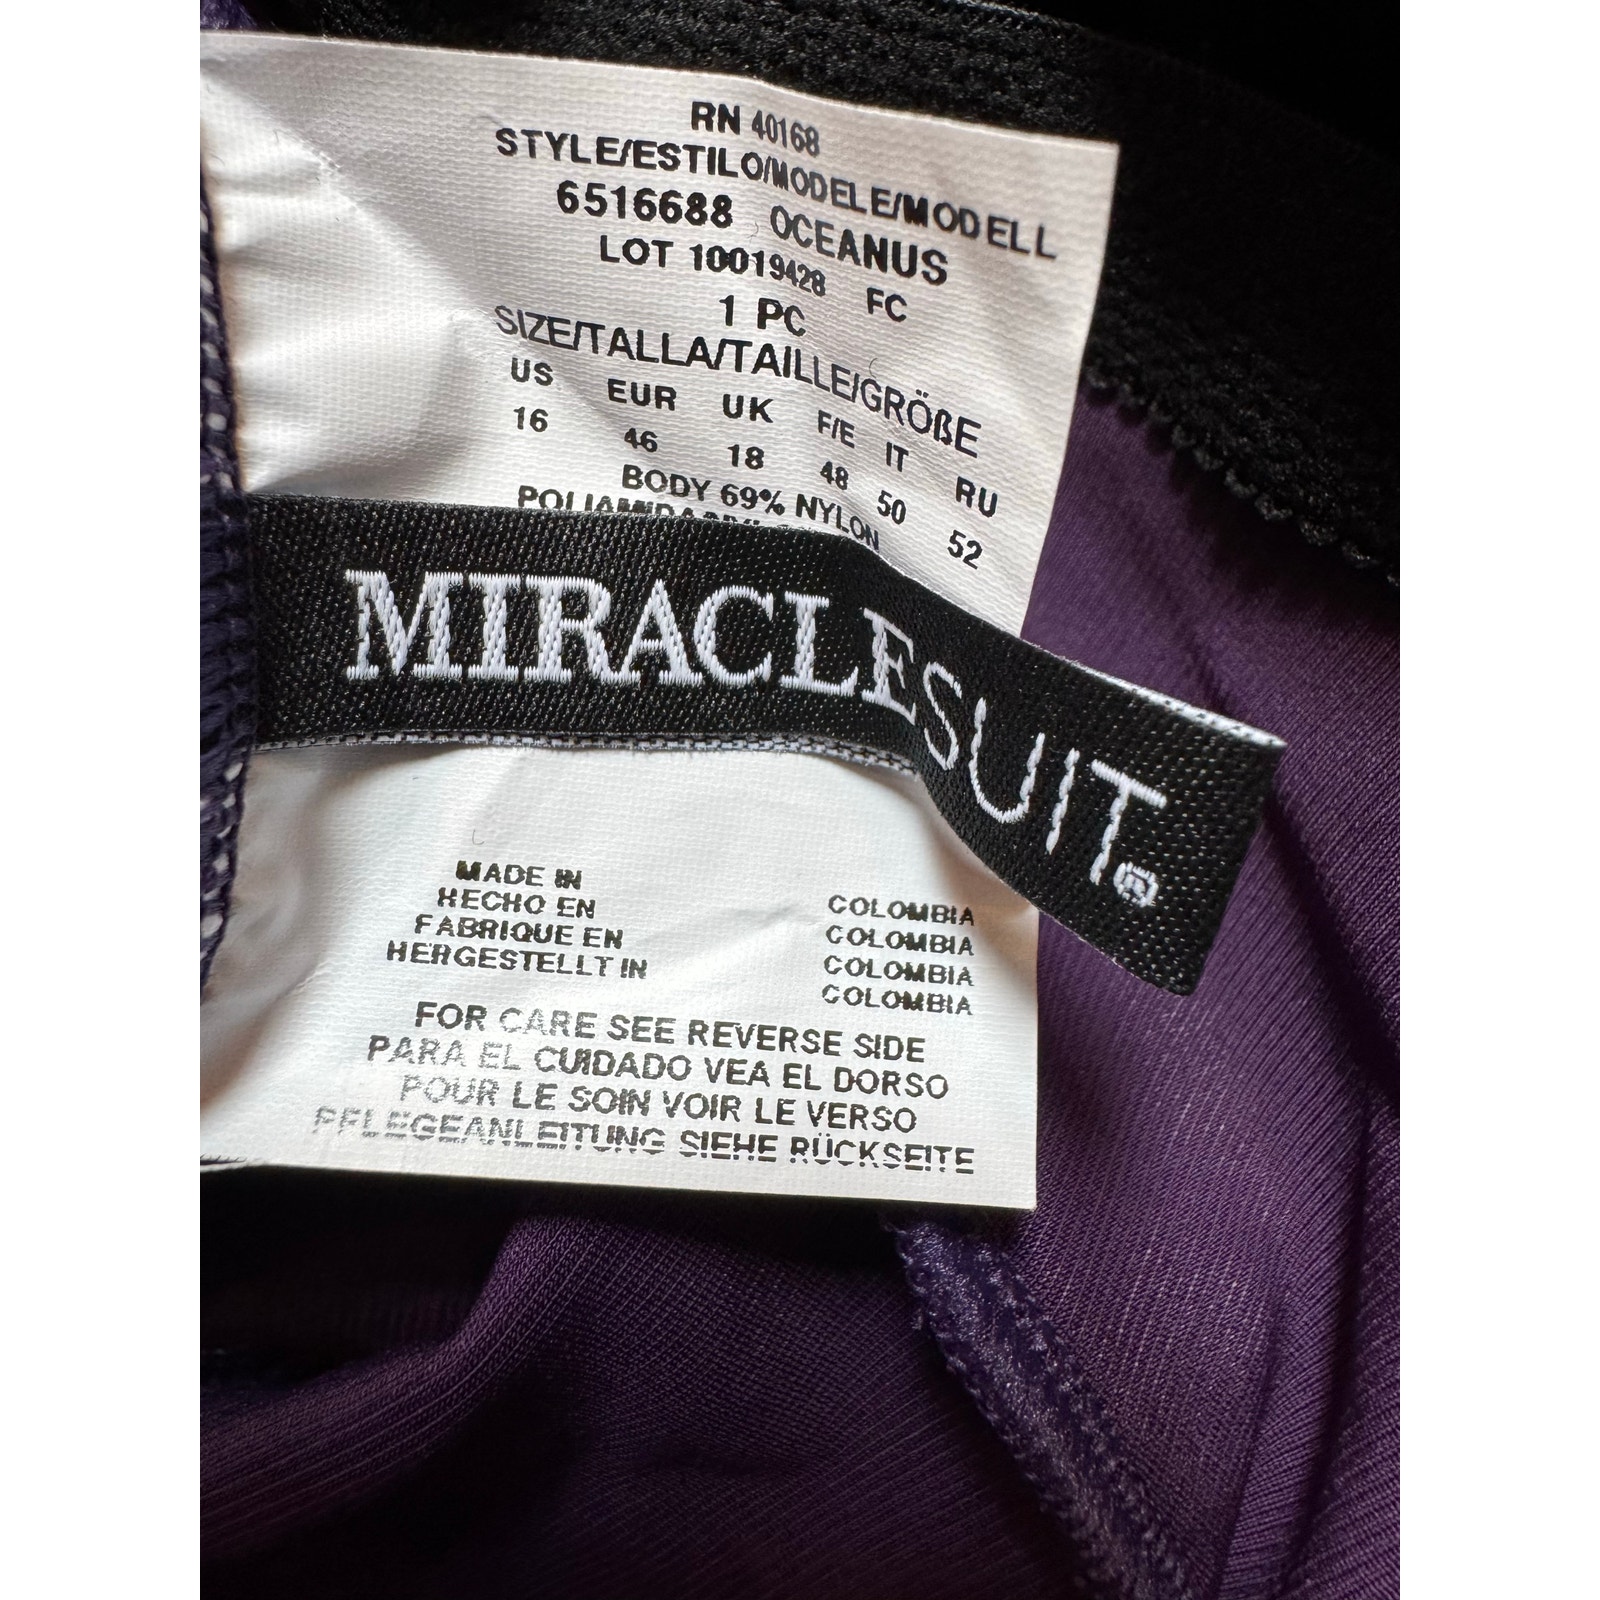 RN 40168
STYLE/ESTILO/MODELE/MODELL
6516688 OCEANUS
LOT 10019428 FC
1 PC
SIZE/TALLA/TAILLE/GRÖßE
US EUR UK F/E IT RU
16 46 18 48 50 52
BODY 69% NYLON
MIRACLESUIT®
MADE IN COLOMBIA
HECHO EN COLOMBIA
FABRIQUE EN COLOMBIA
HERGESTELLT IN COLOMBIA
FOR CARE SEE REVERSE SIDE
PARA EL CUIDADO VEA EL DORSO
POUR LE SOIN VOIR LE VERSO
PFLEGEANLEITUNG SIEHE RÜCKSEITE